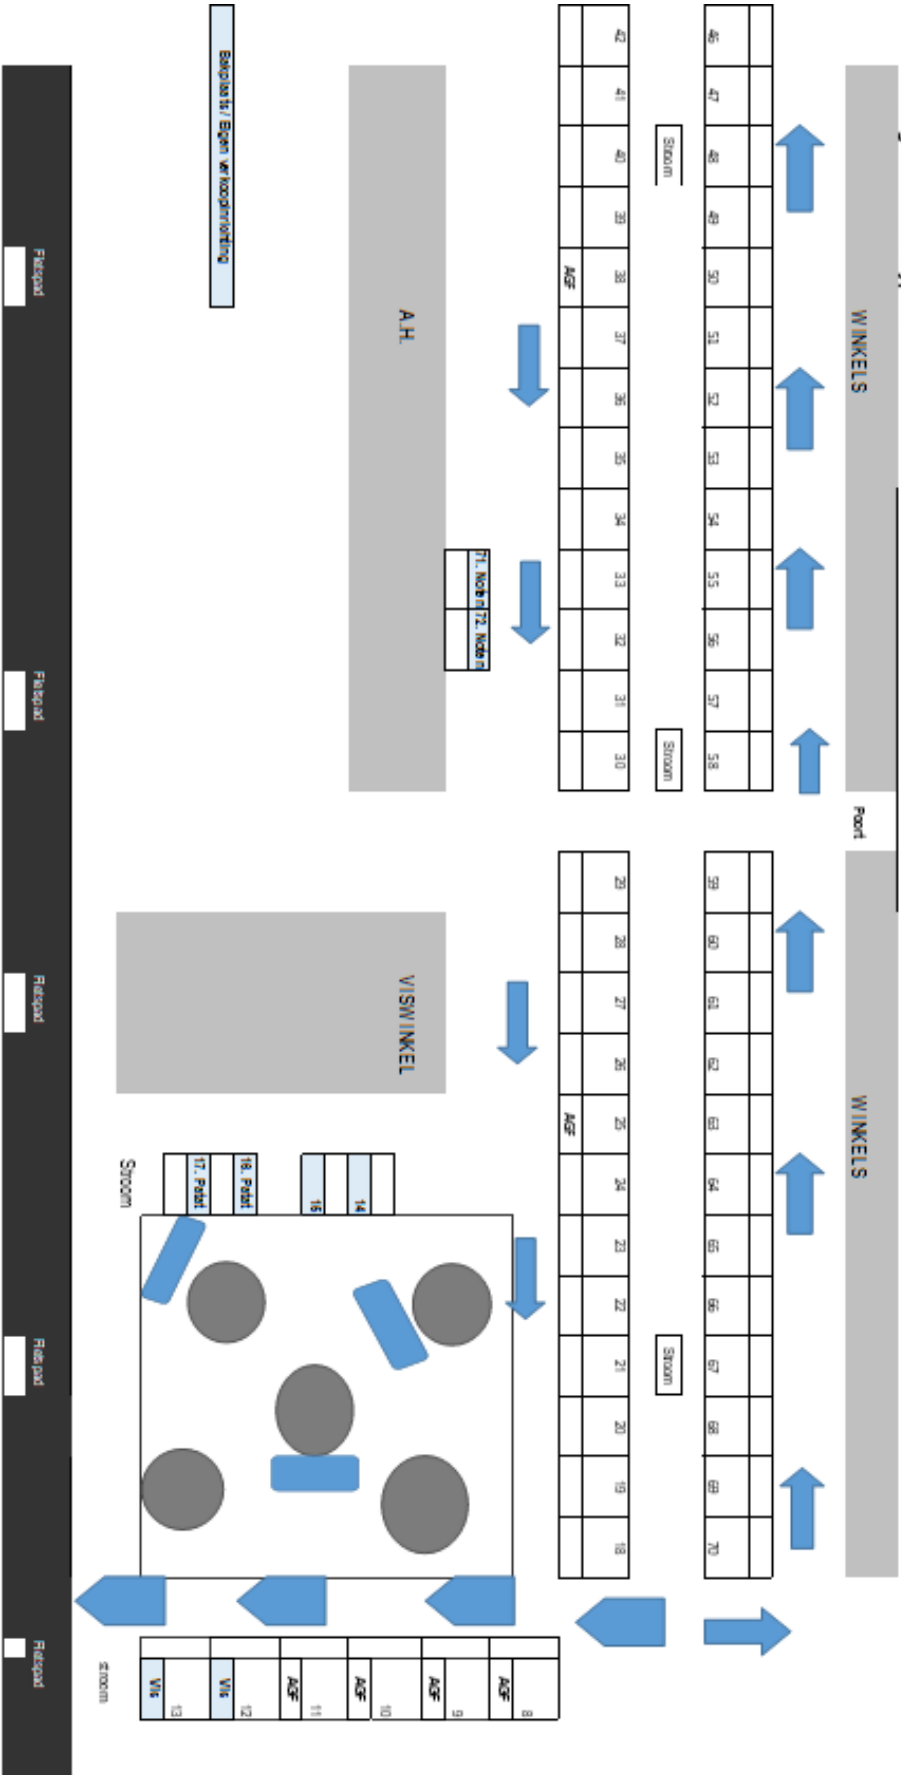 WINKELS Poort WINKELS
46 47 48 49 50 51 52 53 54 55 56 57 58 59 60 61 62 63 64 65 66 67 68 69 70
Stroom Stroom Stroom
42 41 40 39 38 37 36 35 34 33 32 31 30 29 28 27 26 25 24 23 22 21 20 19 18
AGF AGF
8
AGF
71. Noten 72. Noten
9
AGF
A.H. VISWINKEL
10
14 AGF
11
15 AGF
12
16. Patat
Bakplaats / Eigen verkoopinrichting Vis
17. Patat 13
Vis
Stroom stroom
Fietspad Fietspad Fietspad Fietspad Fietspad